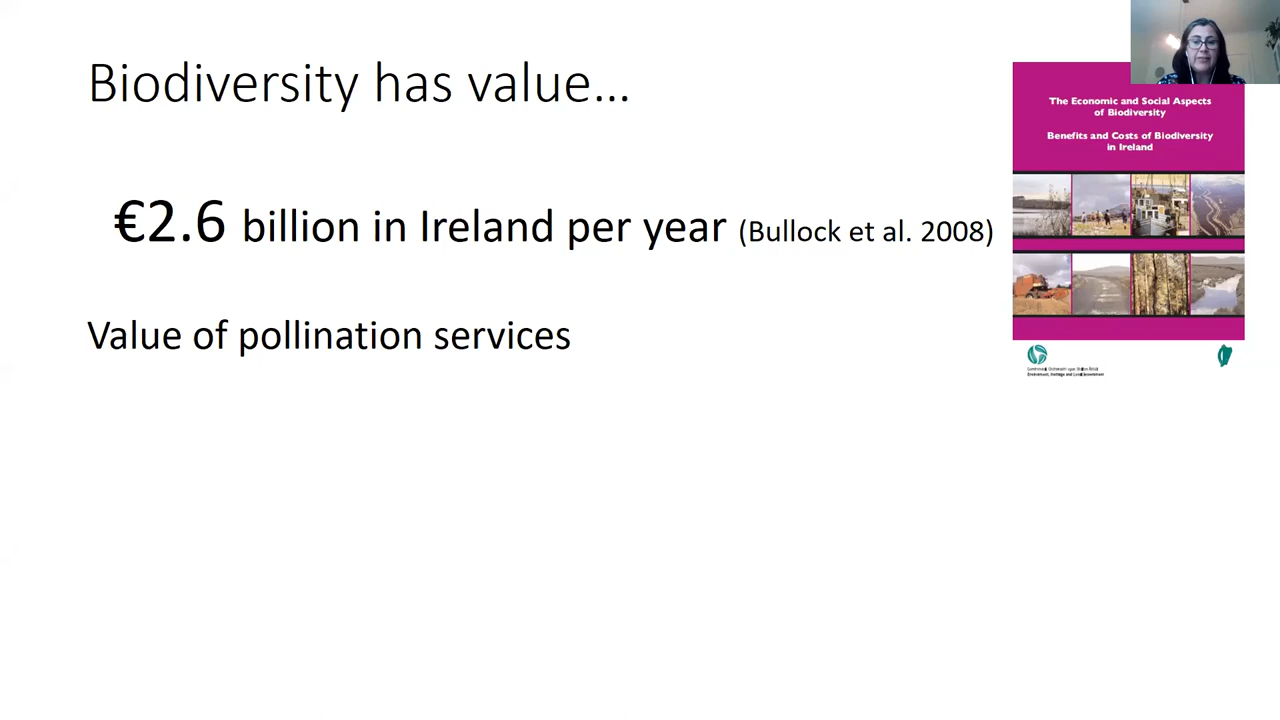 Biodiversity has value...
€2.6 billion in Ireland per year (Bullock et al. 2008)
Value of pollination services
The Economic and Social Aspects
of Biodiversity
Benefits and Costs of Biodiversity
in Ireland